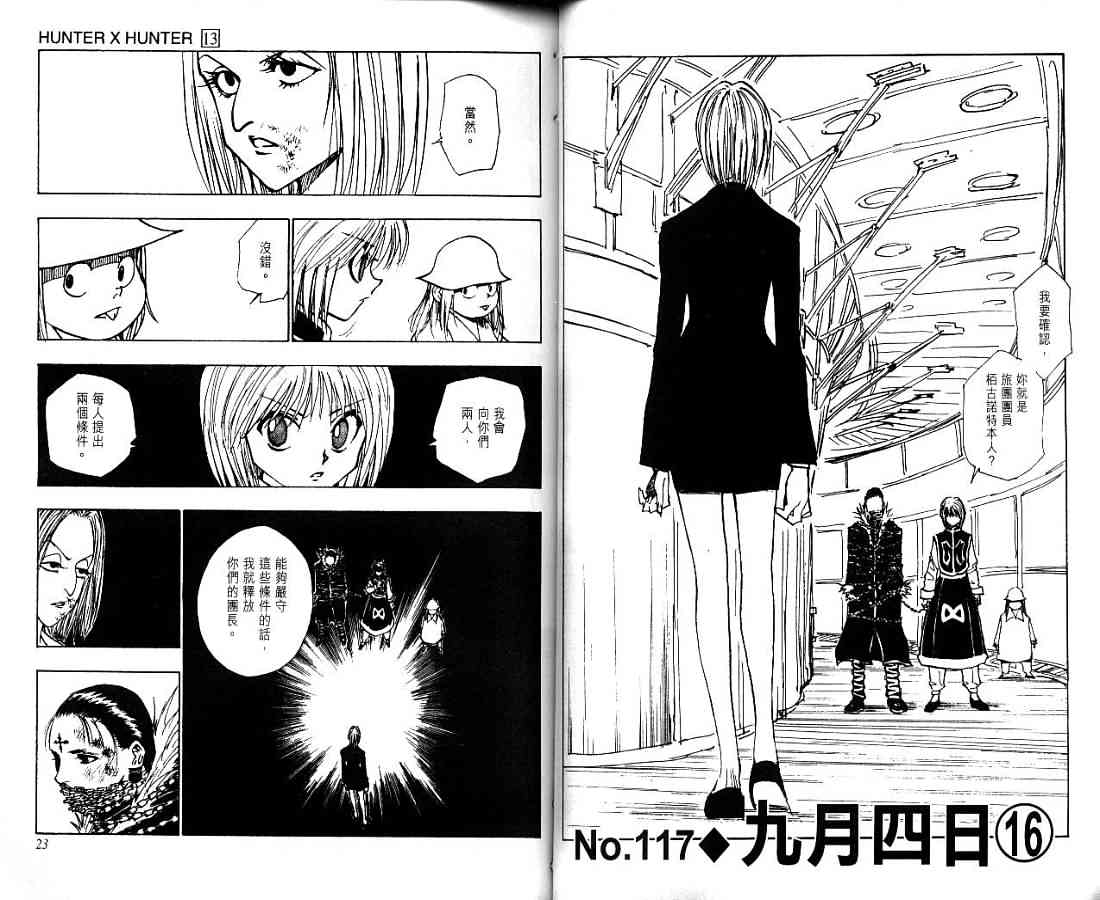 我要確認，
妳就是
旅團團員
栢古諾特本人？
No.117◆九月四日⑯
HUNTER X HUNTER 13
當然。
沒錯。
我會
向你們
兩人，
每人提出
兩個條件。
能夠嚴守
這些條件的話，
我就釋放
你們的團長。
23